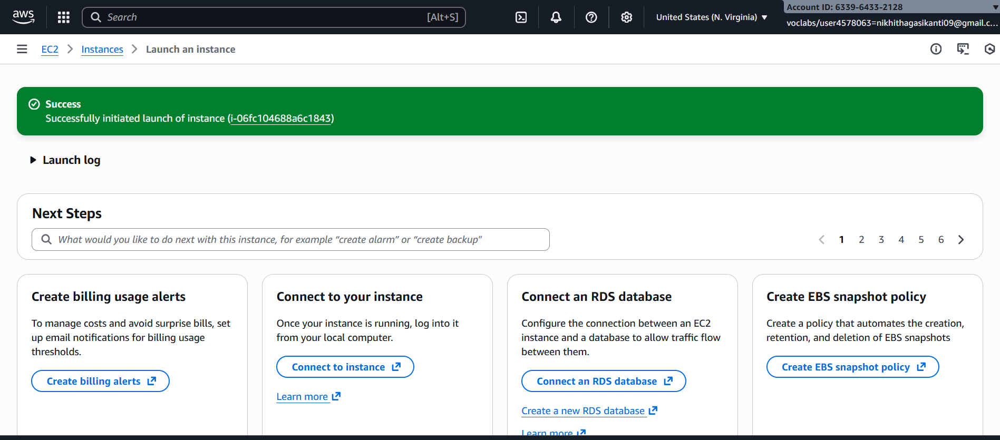 aws
Search
[Alt+S]
United States (N. Virginia)
Account ID: 6339-6433-2128
voclabs/user4578063=nikhithagasikanti09@gmail.c...
EC2
Instances
Launch an instance
Success
Successfully initiated launch of instance (i-06fc104688a6c1843)
Launch log
Next Steps
What would you like to do next with this instance, for example “create alarm” or “create backup"
1 2 3 4 5 6
Create billing usage alerts
To manage costs and avoid surprise bills, set
up email notifications for billing usage
thresholds.
Create billing alerts
Connect to your instance
Once your instance is running, log into it
from your local computer.
Connect to instance
Learn more
Connect an RDS database
Configure the connection between an EC2
instance and a database to allow traffic flow
between them.
Connect an RDS database
Create a new RDS database
Learn more
Create EBS snapshot policy
Create a policy that automates the creation,
retention, and deletion of EBS snapshots
Create EBS snapshot policy